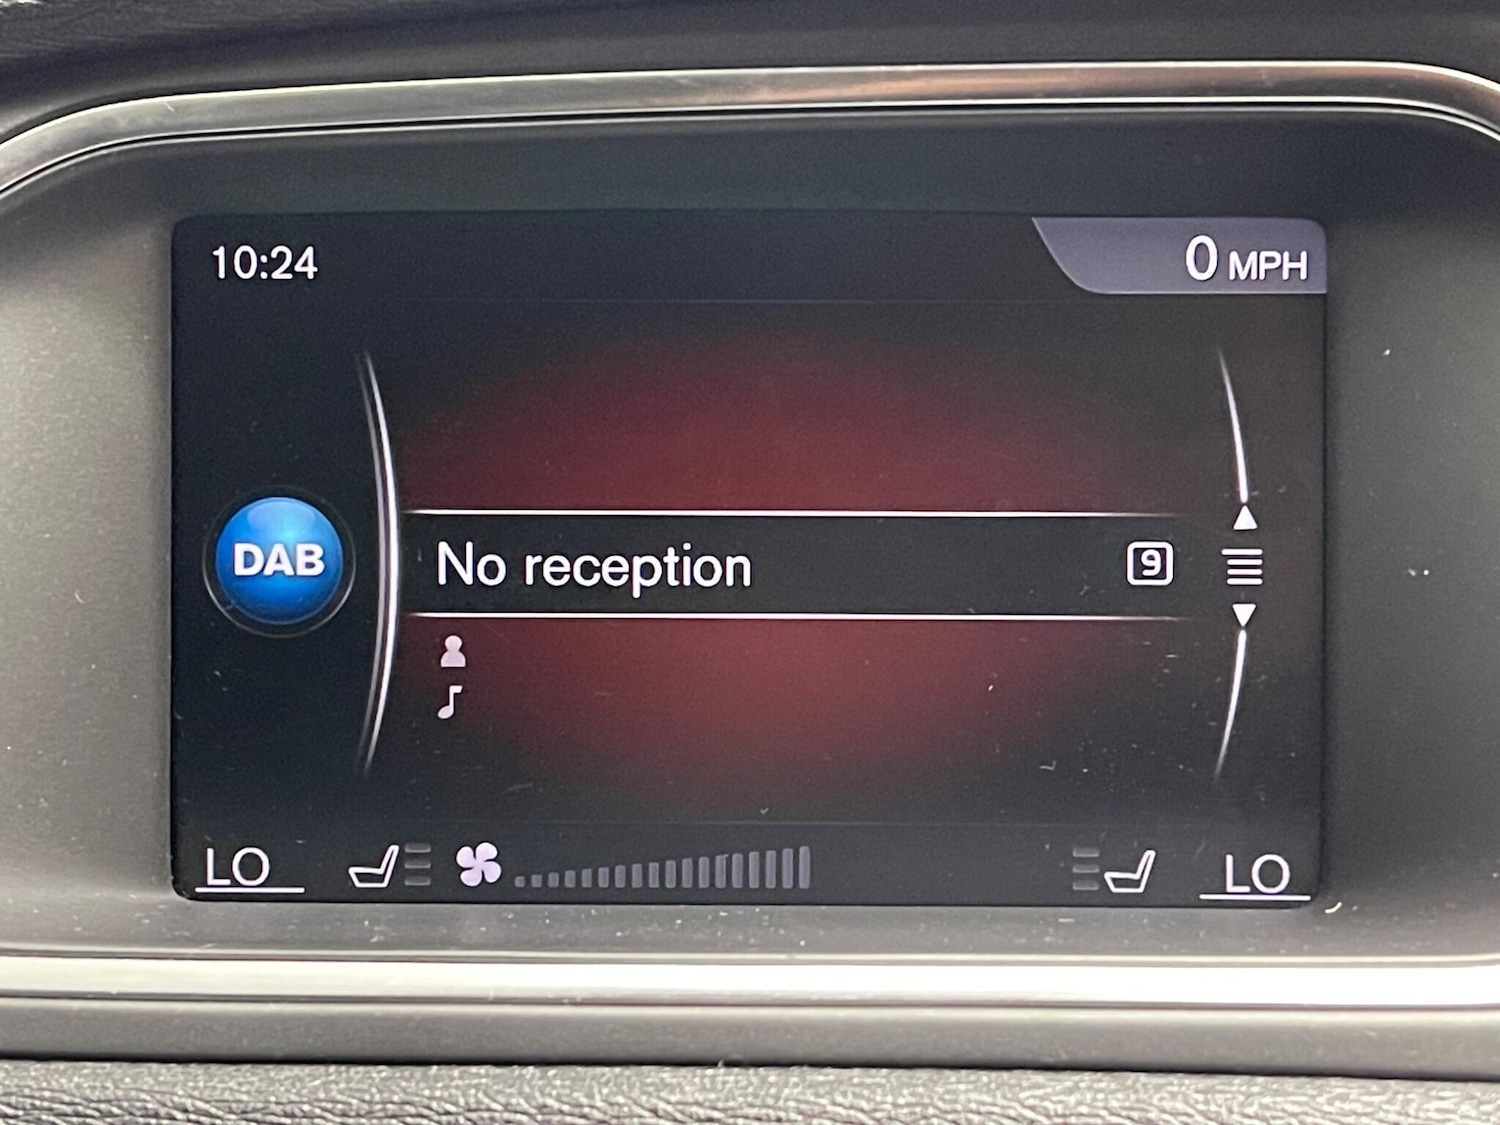 10:24
0 MPH
DAB
No reception
9
LO
LO